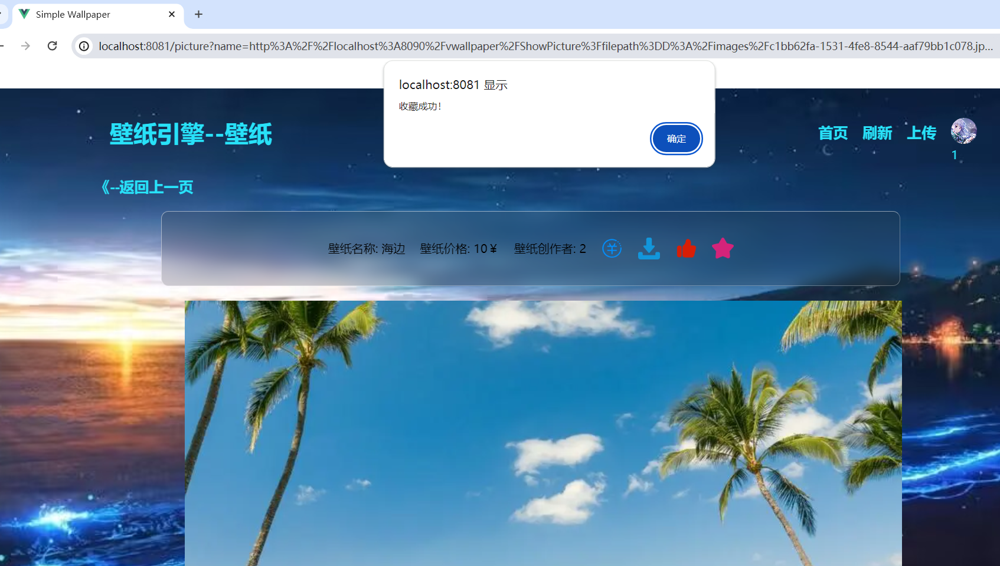 Simple Wallpaper
localhost:8081/picture?name=http%3A%2F%2Flocalhost%3A8090%2Fvwallpaper%2FShowPicture%3Ffilepath%3DD%3A%2Fimages%2Fc1bb62fa-1531-4fe8-8544-aaf79bb1c078.jp...
localhost:8081 显示
收藏成功!
确定
壁纸引擎--壁纸
首页 刷新 上传
1
《--返回上一页
壁纸名称: 海边 壁纸价格: 10￥ 壁纸创作者: 2